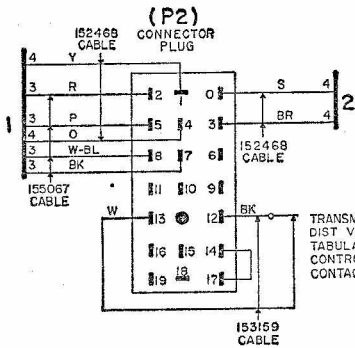 (P2)
152468
CABLE
CONNECTOR
PLUG
4 Y
3 R 2 1 0 S 4
1 2
3 P 5 4 3 BR 4
4 O
3 W-BL 8 7 6
3 BK
152468
CABLE
155067
CABLE
11 10 9
W 13 12 BK
TRANSM
DIST V
TABULA
CONTRO
CONTAC
16 15 14
18
19 17
153159
CABLE